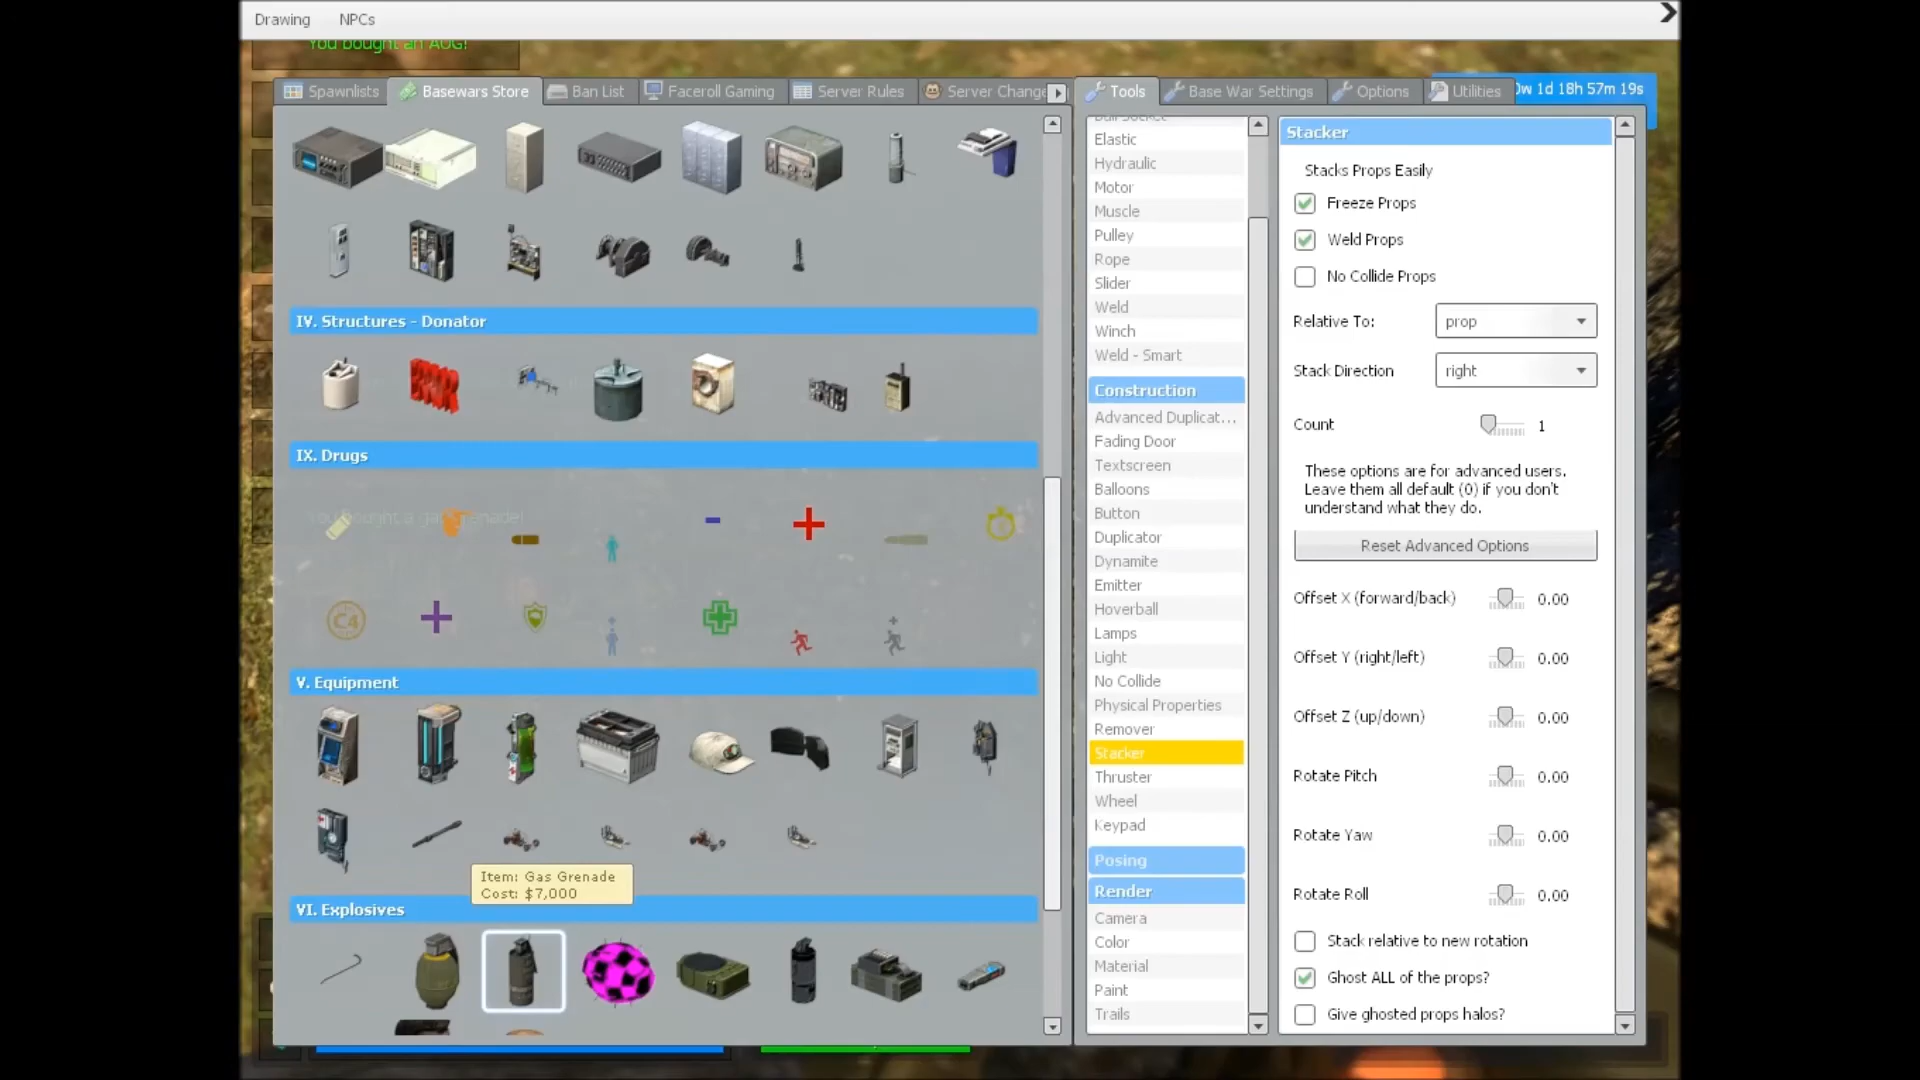 Drawing NPCs
You bought an AUG!
Spawnlists Basewars Store Ban List Faceroll Gaming Server Rules Server Change
IV. Structures - Donator
IX. Drugs
You bought a gas grenade!
C4
V. Equipment
Item: Gas Grenade
Cost: $7,000
VI. Explosives
Tools Base War Settings Options Utilities
0w 1d 18h 57m 19s
Ball Socket
Elastic
Hydraulic
Motor
Muscle
Pulley
Rope
Slider
Weld
Winch
Weld - Smart
Construction
Advanced Duplicat...
Fading Door
Textscreen
Balloons
Button
Duplicator
Dynamite
Emitter
Hoverball
Lamps
Light
No Collide
Physical Properties
Remover
Stacker
Thruster
Wheel
Keypad
Posing
Render
Camera
Color
Material
Paint
Trails
Stacker
Stacks Props Easily
Freeze Props
Weld Props
No Collide Props
Relative To: prop
Stack Direction right
Count 1
These options are for advanced users.
Leave them all default (0) if you don't
understand what they do.
Reset Advanced Options
Offset X (forward/back) 0.00
Offset Y (right/left) 0.00
Offset Z (up/down) 0.00
Rotate Pitch 0.00
Rotate Yaw 0.00
Rotate Roll 0.00
Stack relative to new rotation
Ghost ALL of the props?
Give ghosted props halos?